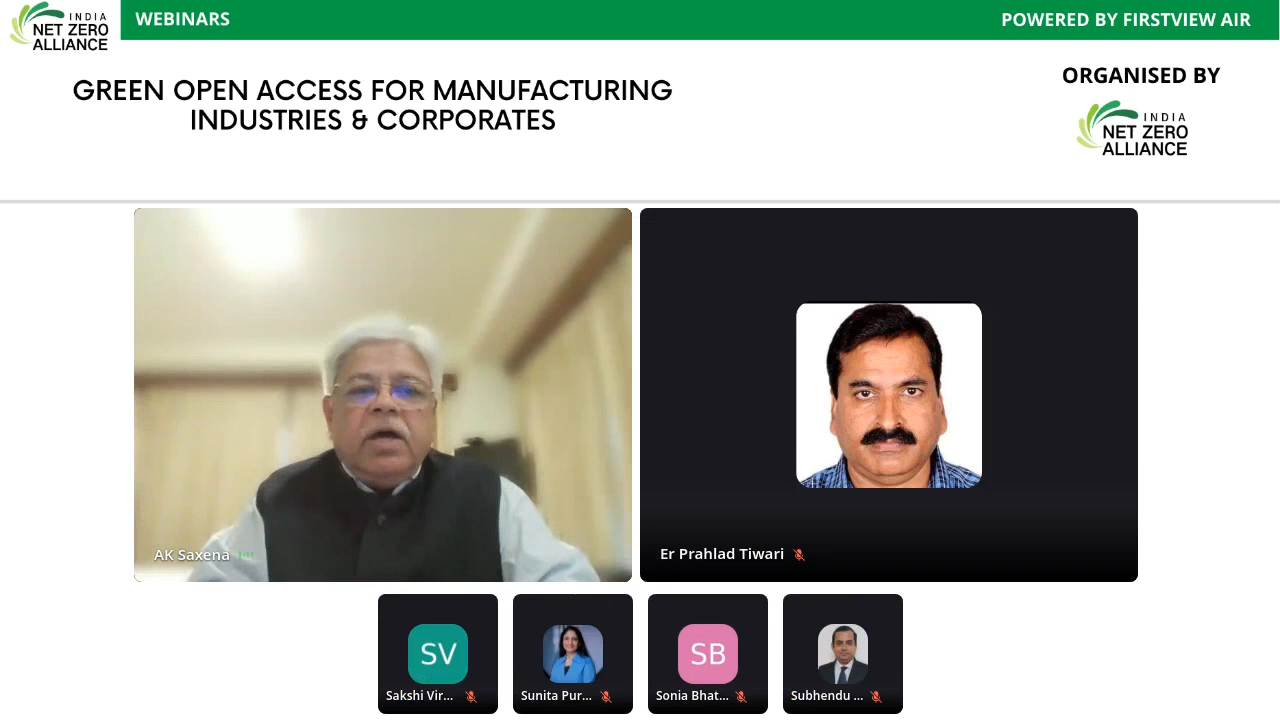 INDIA
NET ZERO
ALLIANCE
WEBINARS
POWERED BY FIRSTVIEW AIR
GREEN OPEN ACCESS FOR MANUFACTURING
INDUSTRIES & CORPORATES
ORGANISED BY
INDIA
NET ZERO
ALLIANCE
AK Saxena
Er Prahlad Tiwari
SV
Sakshi Vir...
Sunita Pur...
SB
Sonia Bhat...
Subhendu ...